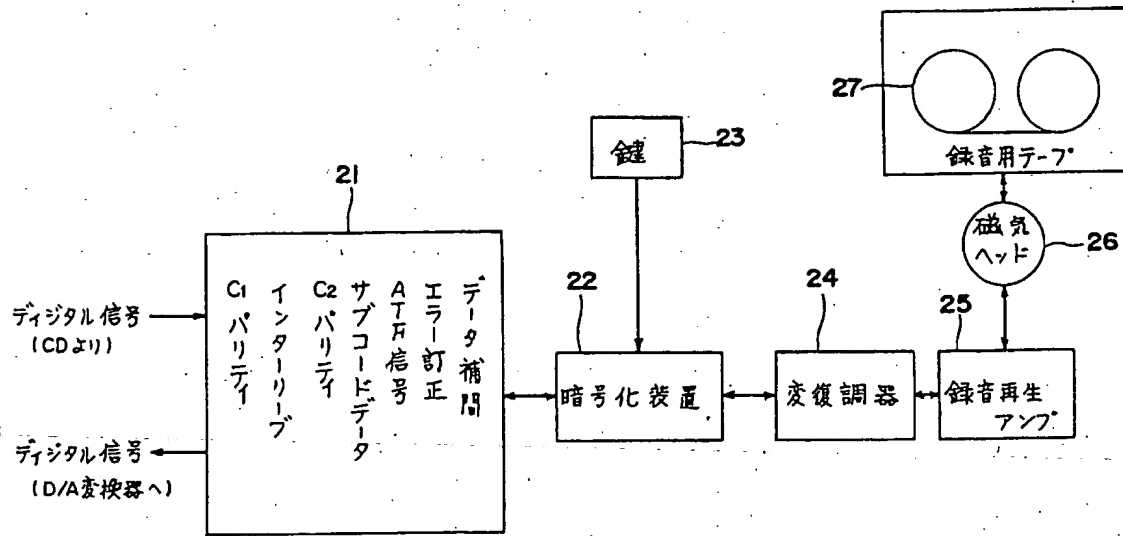 27
録音用テープ
鍵
23
21
磁気
ヘッド
26
22
24
25
ディジタル信号
(CDより)
C1パリティ
インターリーブ
C2パリティ
サブコードデータ
ATF信号
エラー訂正
データ補間
暗号化装置
変復調器
録音再生
アンプ
ディジタル信号
(D/A変換器へ)